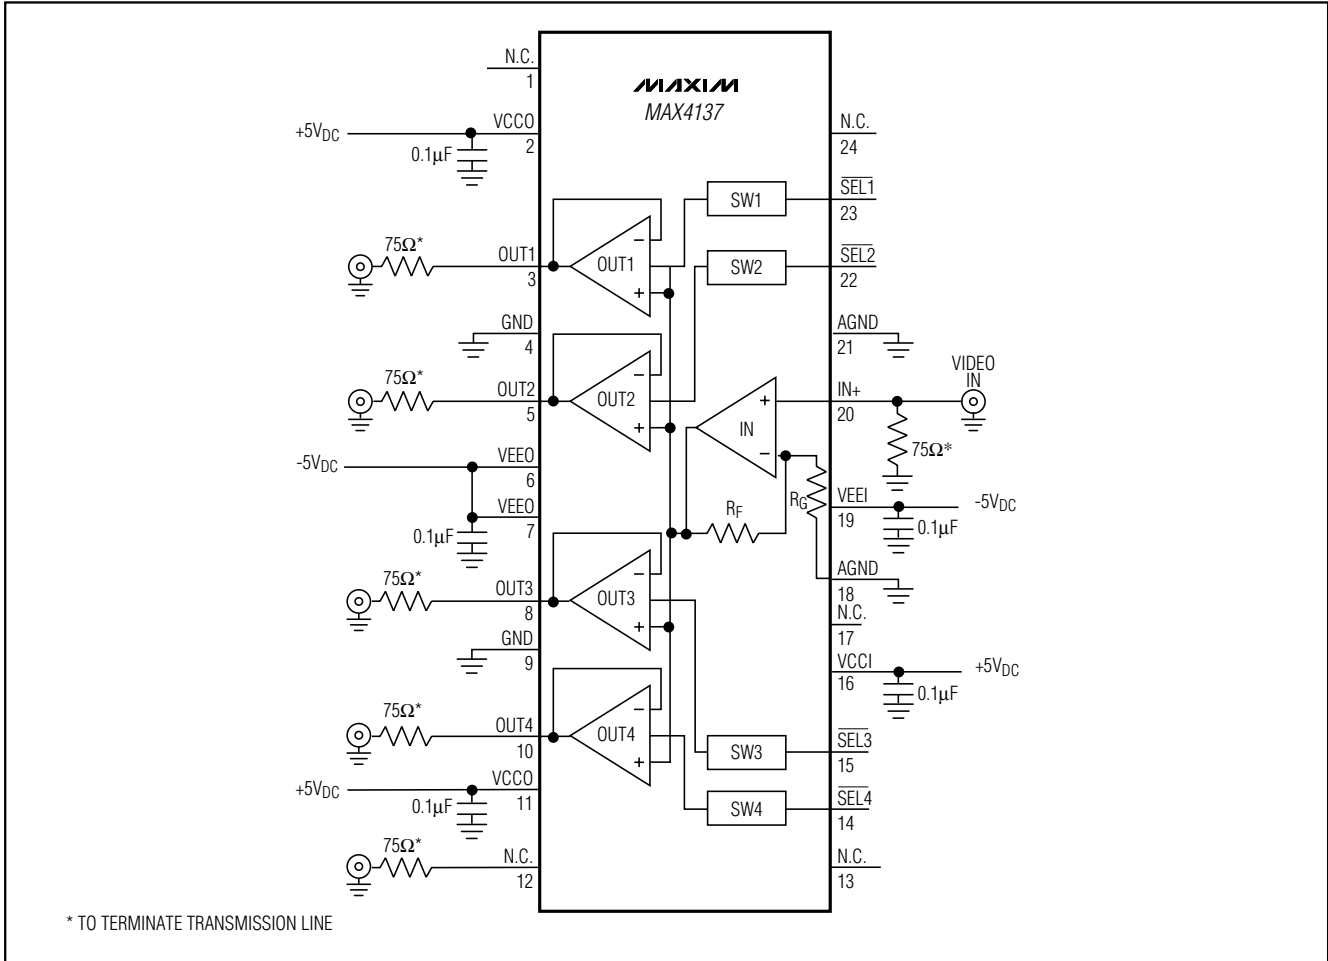 MAXIM
MAX4137
N.C.
1
+5VDC
VCCO
2
0.1µF
75Ω*
OUT1
3
GND
4
75Ω*
OUT2
5
-5VDC
VEEO
6
VEEO
7
0.1µF
75Ω*
OUT3
8
GND
9
75Ω*
OUT4
10
+5VDC
VCCO
11
0.1µF
75Ω*
N.C.
12
OUT1
−
+
OUT2
−
+
OUT3
−
+
OUT4
−
+
SW1
SW2
IN
+
−
RF
RG
SW3
SW4
N.C.
24
SEL1
23
SEL2
22
AGND
21
VIDEO
IN
IN+
20
75Ω*
VEEI
19
-5VDC
0.1µF
AGND
18
N.C.
17
VCCI
16
+5VDC
0.1µF
SEL3
15
SEL4
14
N.C.
13
* TO TERMINATE TRANSMISSION LINE